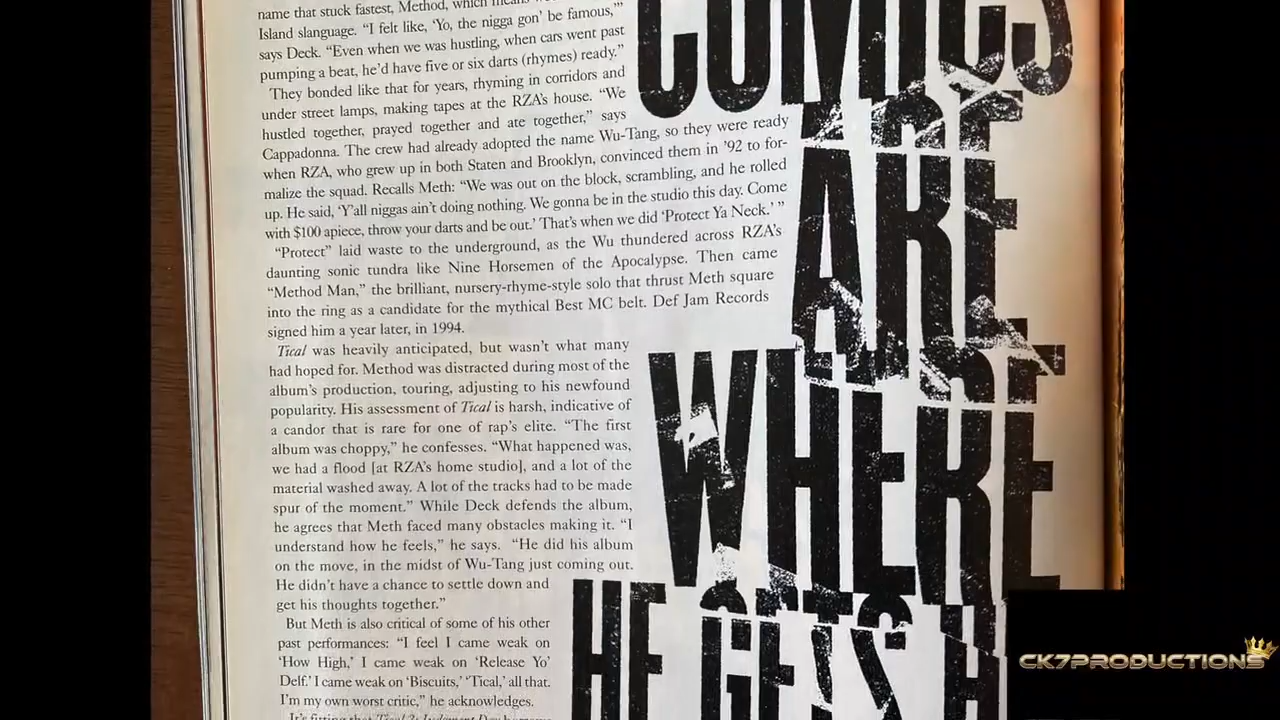 name that stuck fastest, Method, which means
Island slanguage. “I felt like, ‘Yo, the nigga gon’ be famous,’”
says Deck. “Even when we was hustling, when cars went past
pumping a beat, he’d have five or six darts (rhymes) ready.”
They bonded like that for years, rhyming in corridors and
under street lamps, making tapes at the RZA’s house. “We
hustled together, prayed together and ate together,” says
Cappadonna. The crew had already adopted the name Wu-Tang, so they were ready
when RZA, who grew up in both Staten and Brooklyn, convinced them in ’92 to for-
malize the squad. Recalls Meth: “We was out on the block, scrambling, and he rolled
up. He said, ‘Y’all niggas ain’t doing nothing. We gonna be in the studio this day. Come
with $100 apiece, throw your darts and be out.’ That’s when we did ‘Protect Ya Neck.’ ”
“Protect” laid waste to the underground, as the Wu thundered across RZA’s
daunting sonic tundra like Nine Horsemen of the Apocalypse. Then came
“Method Man,” the brilliant, nursery-rhyme-style solo that thrust Meth square
into the ring as a candidate for the mythical Best MC belt. Def Jam Records
signed him a year later, in 1994.
Tical was heavily anticipated, but wasn’t what many
had hoped for. Method was distracted during most of the
album’s production, touring, adjusting to his newfound
popularity. His assessment of Tical is harsh, indicative of
a candor that is rare for one of rap’s elite. “The first
album was choppy,” he confesses. “What happened was,
we had a flood [at RZA’s home studio], and a lot of the
material washed away. A lot of the tracks had to be made
spur of the moment.” While Deck defends the album,
he agrees that Meth faced many obstacles making it. “I
understand how he feels,” he says. “He did his album
on the move, in the midst of Wu-Tang just coming out.
He didn’t have a chance to settle down and
get his thoughts together.”
But Meth is also critical of some of his other
past performances: “I feel I came weak on
‘How High,’ I came weak on ‘Release Yo’
Delf.’ I came weak on ‘Biscuits,’ ‘Tical,’ all that.
I’m my own worst critic,” he acknowledges.
It’s fitting that Tical 2: Judgement Day
COMICS
ARE
WHERE
HE GETS H
CK7PRODUCTIONS